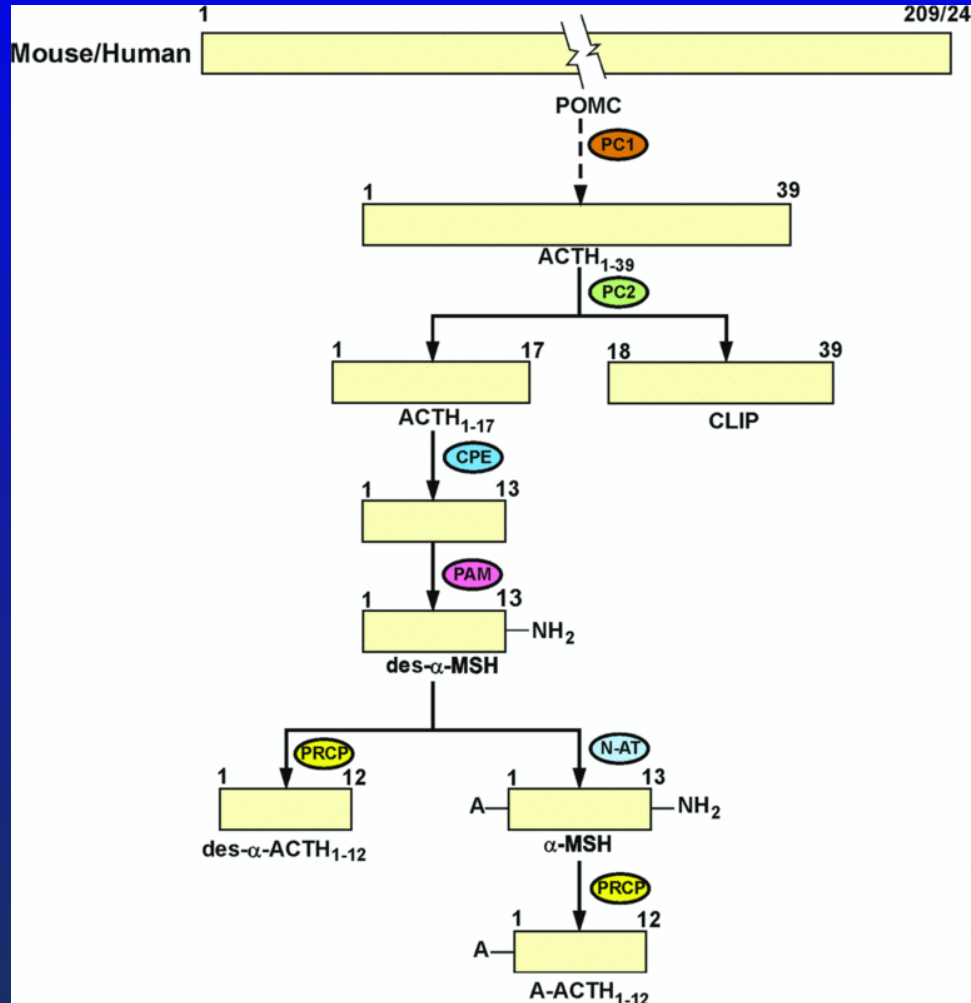 1 209/24
Mouse/Human
POMC
PC1
1 39
ACTH1-39
PC2
1 17 18 39
ACTH1-17 CLIP
CPE
1 13
PAM
1 13
NH2
des-α-MSH
PRCP N-AT
1 12 1 13
A NH2
des-α-ACTH1-12 α-MSH
PRCP
1 12
A
A-ACTH1-12